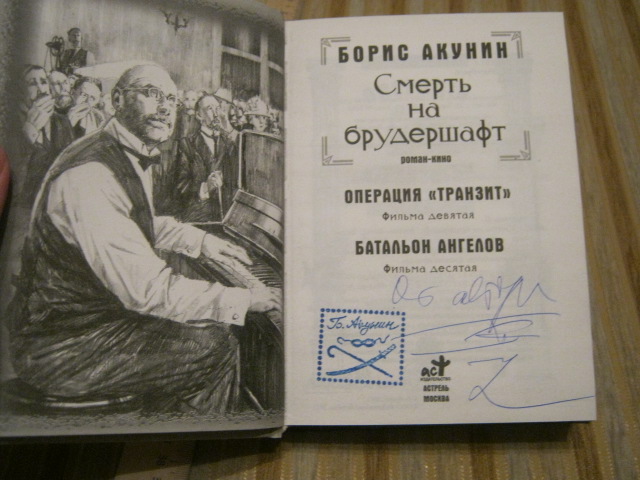 БОРИС АКУНИН
Смерть
на
брудершафт
роман-кино
ОПЕРАЦИЯ «ТРАНЗИТ»
Фильма девятая
БАТАЛЬОН АНГЕЛОВ
Фильма десятая
Б. Акунин
аст
ИЗДАТЕЛЬСТВО
АСТРЕЛЬ
МОСКВА